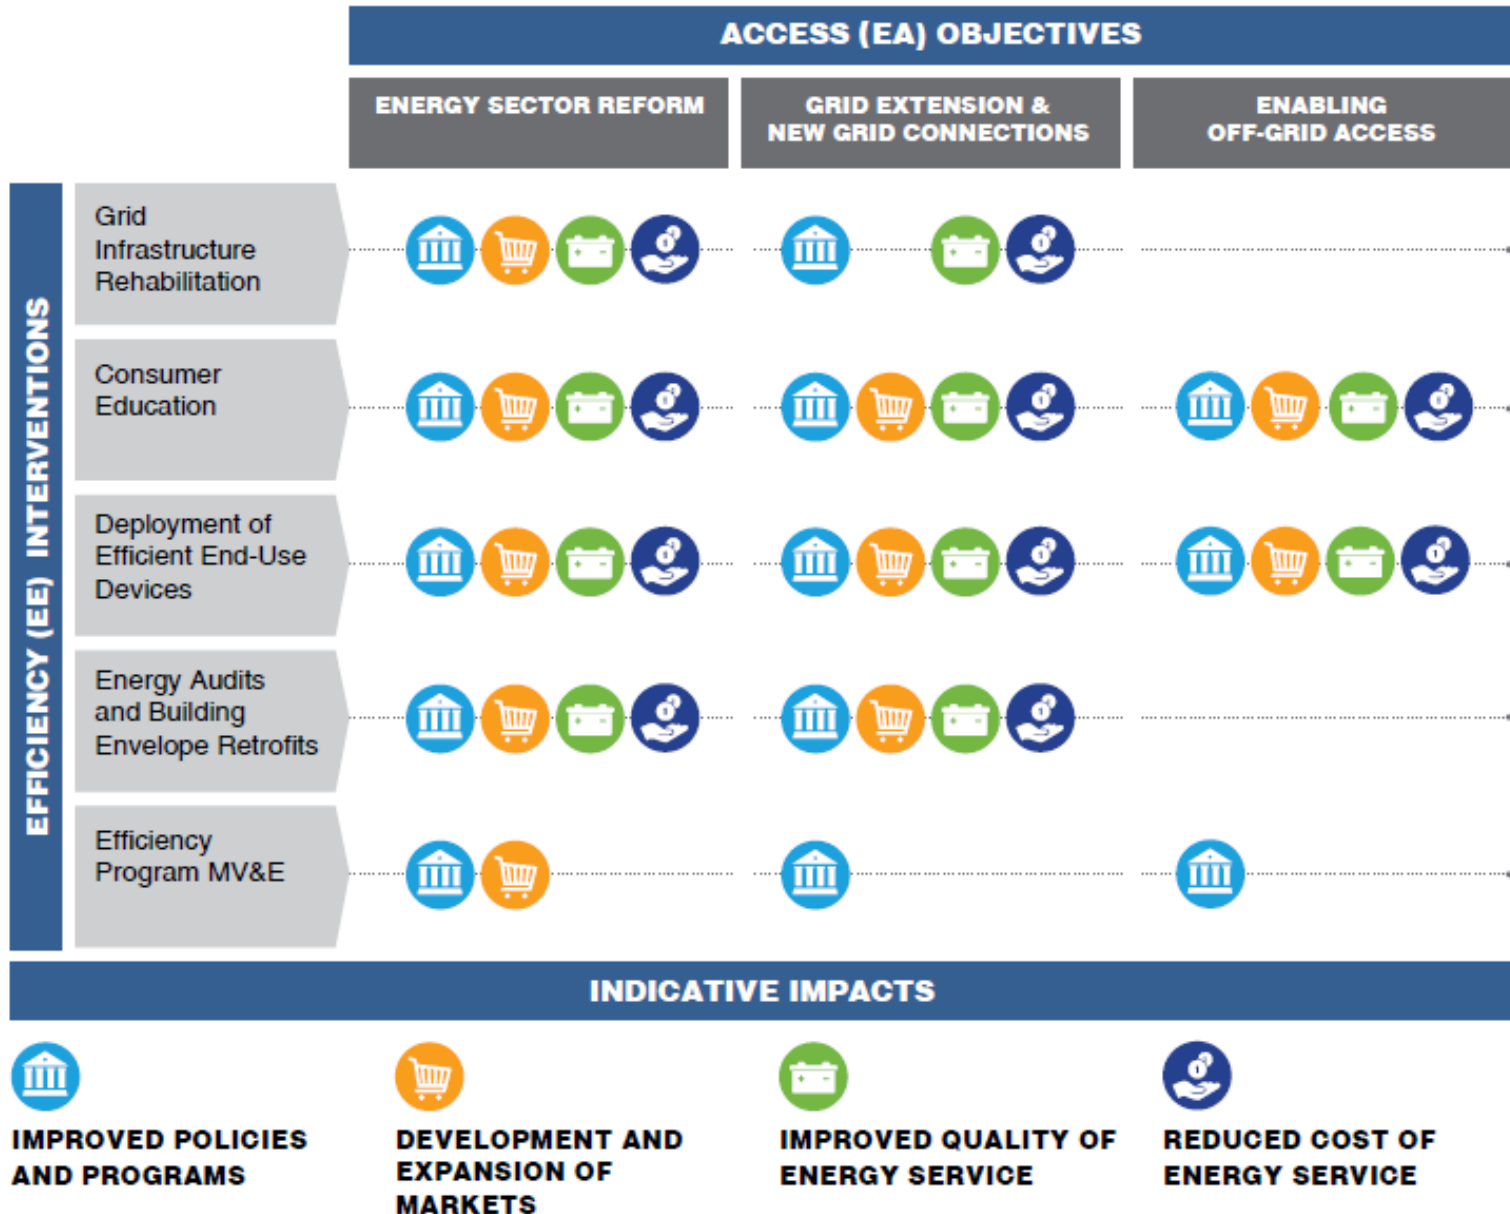 ACCESS (EA) OBJECTIVES
ENERGY SECTOR REFORM
GRID EXTENSION &
NEW GRID CONNECTIONS
ENABLING
OFF-GRID ACCESS
EFFICIENCY (EE) INTERVENTIONS
Grid
Infrastructure
Rehabilitation
Consumer
Education
Deployment of
Efficient End-Use
Devices
Energy Audits
and Building
Envelope Retrofits
Efficiency
Program MV&E
INDICATIVE IMPACTS
IMPROVED POLICIES
AND PROGRAMS
DEVELOPMENT AND
EXPANSION OF
MARKETS
IMPROVED QUALITY OF
ENERGY SERVICE
REDUCED COST OF
ENERGY SERVICE